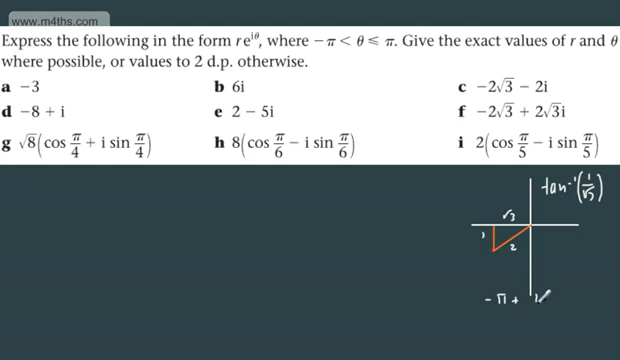 www.m4ths.com
Express the following in the form re^{iθ}, where −π < θ ⩽ π. Give the exact values of r and θ
where possible, or values to 2 d.p. otherwise.
a −3 b 6i c −2√3 − 2i
d −8 + i e 2 − 5i f −2√3 + 2√3i
g √8(cos π/4 + i sin π/4) h 8(cos π/6 − i sin π/6) i 2(cos π/5 − i sin π/5)
tan⁻¹(1/√3)
√3
1
2
−π +